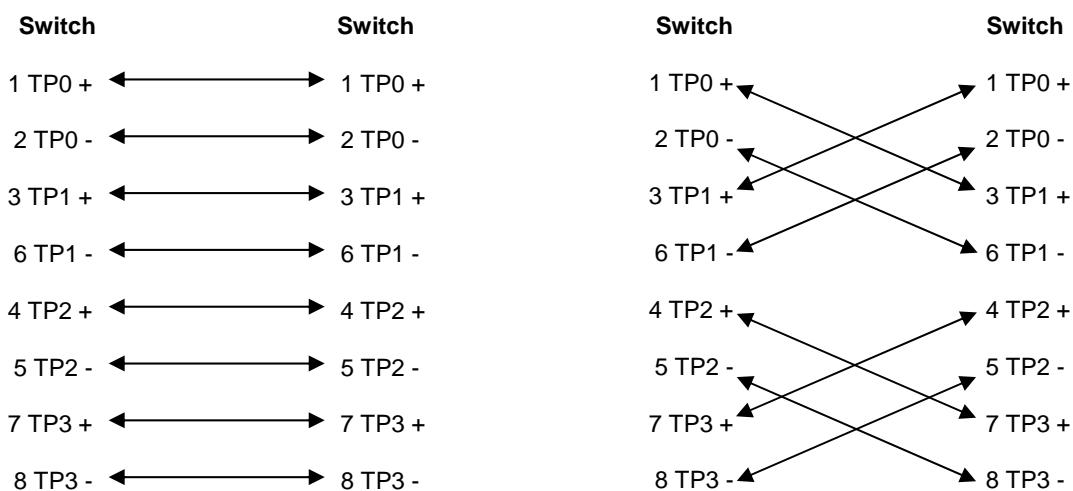 Switch Switch Switch Switch
1 TP0 + 1 TP0 + 1 TP0 + 1 TP0 +
2 TP0 - 2 TP0 - 2 TP0 - 2 TP0 -
3 TP1 + 3 TP1 + 3 TP1 + 3 TP1 +
6 TP1 - 6 TP1 - 6 TP1 - 6 TP1 -
4 TP2 + 4 TP2 + 4 TP2 + 4 TP2 +
5 TP2 - 5 TP2 - 5 TP2 - 5 TP2 -
7 TP3 + 7 TP3 + 7 TP3 + 7 TP3 +
8 TP3 - 8 TP3 - 8 TP3 - 8 TP3 -